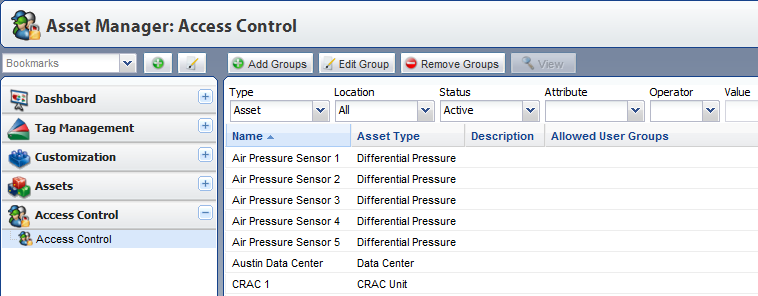 Asset Manager: Access Control
Bookmarks
Add Groups Edit Group Remove Groups View
Dashboard
Tag Management
Customization
Assets
Access Control
Access Control
Type Location Status Attribute Operator Value
Asset All Active
Name Asset Type Description Allowed User Groups
Air Pressure Sensor 1 Differential Pressure
Air Pressure Sensor 2 Differential Pressure
Air Pressure Sensor 3 Differential Pressure
Air Pressure Sensor 4 Differential Pressure
Air Pressure Sensor 5 Differential Pressure
Austin Data Center Data Center
CRAC 1 CRAC Unit